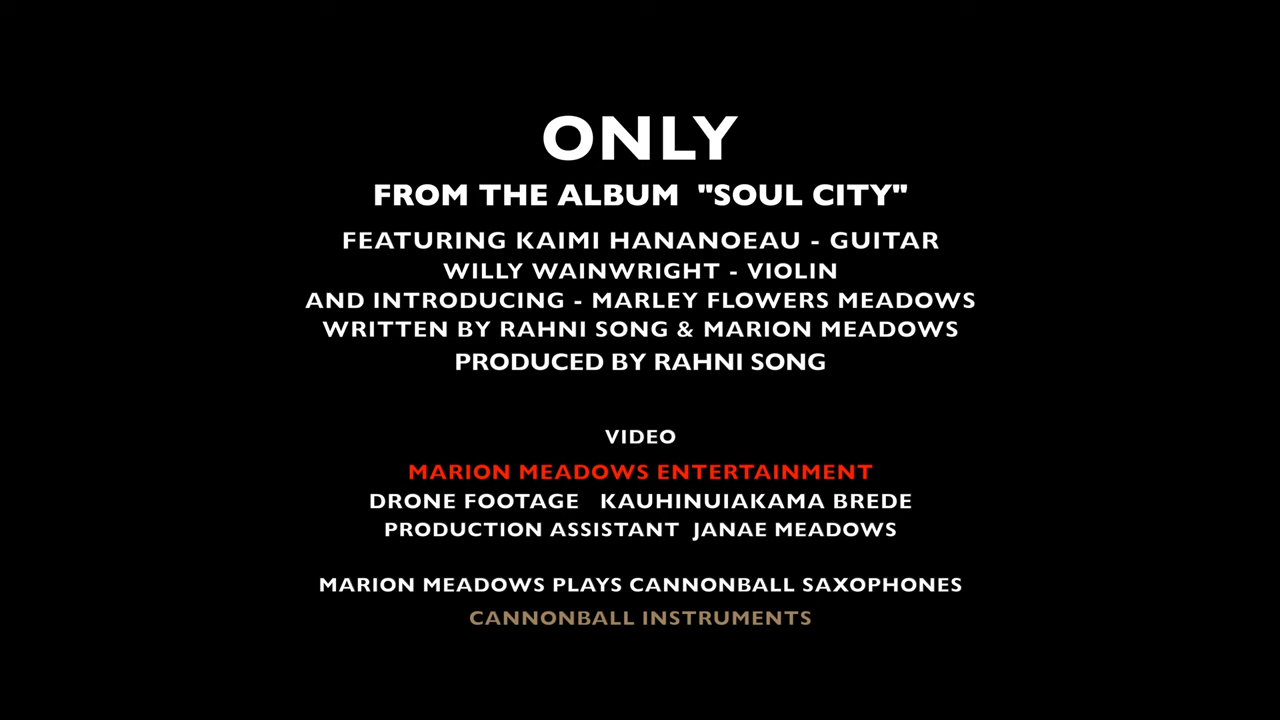 ONLY
FROM THE ALBUM "SOUL CITY"
FEATURING KAIMI HANANOEAU - GUITAR
WILLY WAINWRIGHT - VIOLIN
AND INTRODUCING - MARLEY FLOWERS MEADOWS
WRITTEN BY RAHNI SONG & MARION MEADOWS
PRODUCED BY RAHNI SONG
VIDEO
MARION MEADOWS ENTERTAINMENT
DRONE FOOTAGE KAUHINUIAKAMA BREDE
PRODUCTION ASSISTANT JANAE MEADOWS
MARION MEADOWS PLAYS CANNONBALL SAXOPHONES
CANNONBALL INSTRUMENTS